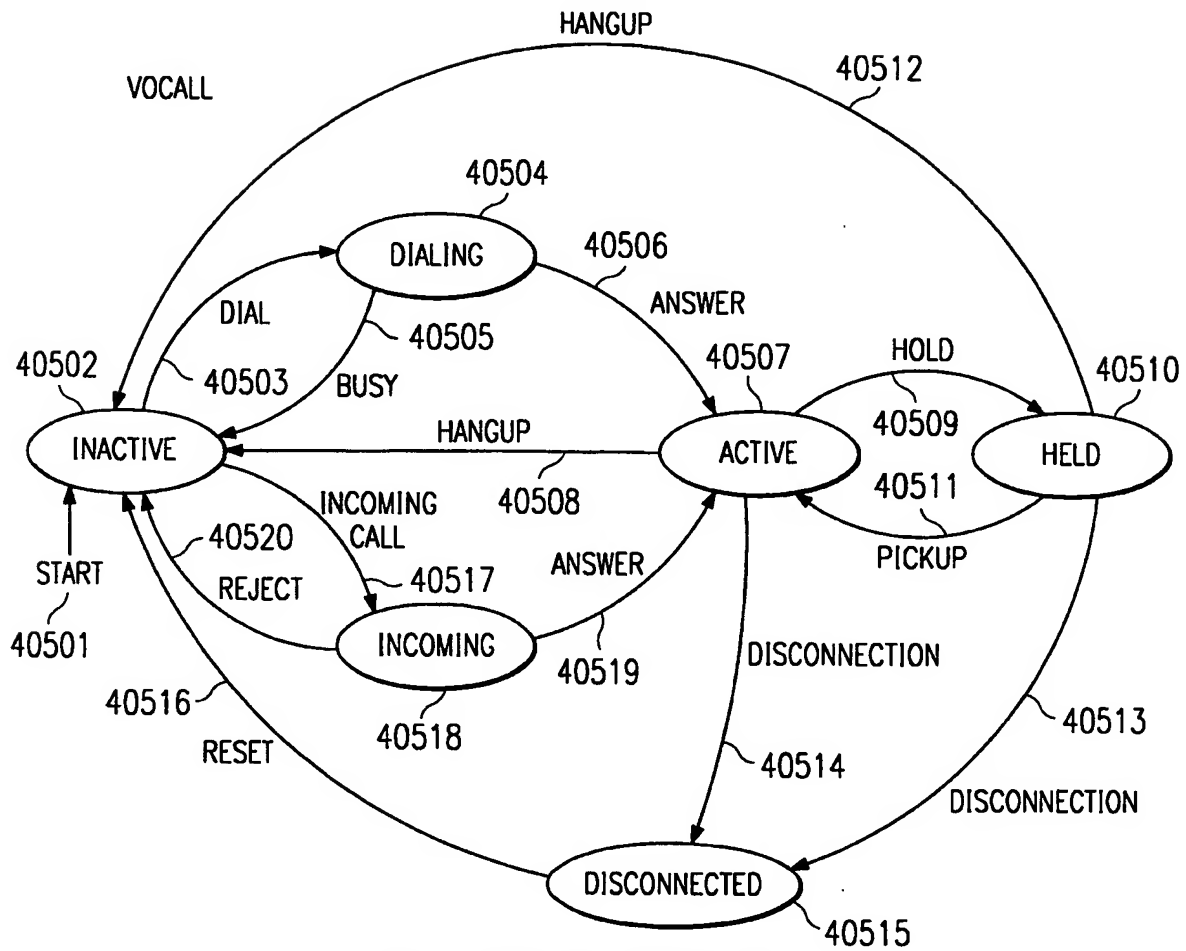 HANGUP
40512
VOCALL
40504
DIALING
40506
ANSWER
DIAL
40505
40507
HOLD
40502
40503
BUSY
40510
40509
HANGUP
INACTIVE
ACTIVE
HELD
40508
40511
INCOMING
CALL
40520
PICKUP
START
REJECT
40517
ANSWER
40501
INCOMING
40519
DISCONNECTION
40516
40518
40513
RESET
40514
DISCONNECTION
DISCONNECTED
40515